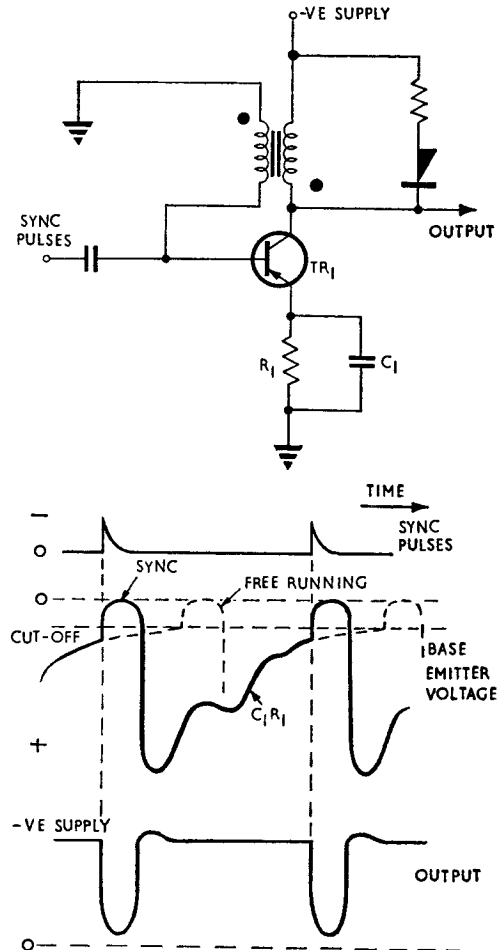 -VE SUPPLY
SYNC
PULSES
OUTPUT
TR1
R1
C1
TIME
SYNC
PULSES
−
O
SYNC
FREE RUNNING
O
CUT-OFF
BASE
EMITTER
VOLTAGE
C1R1
+
-VE SUPPLY
OUTPUT
O